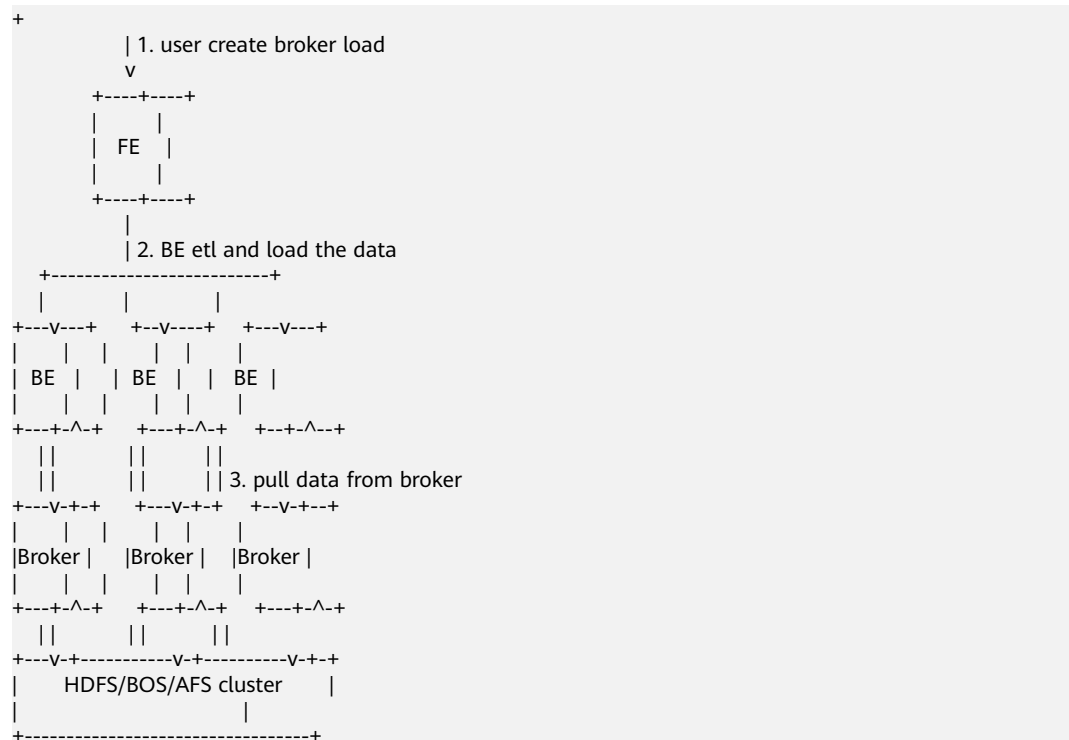 +
| 1. user create broker load
v
+----+----+
|         |
|   FE   |
|         |
+----+----+
|
| 2. BE etl and load the data
+--------------------------+
|            |            |
+---v---+     +--v----+    +---v---+
|      |    |       |   |       |
|  BE   |    |  BE   |   |   BE  |
|      |    |       |   |       |
+---+-^-+     +---+-^-+    +--+-^--+
| |          | |         | |
| |          | |         | | 3. pull data from broker
+---v-+-+     +---v-+-+    +--v-+--+
|      |    |       |   |       |
|Broker |     |Broker |    |Broker |
|      |    |       |   |       |
+---+-^-+     +---+-^-+    +---+-^-+
| |          | |          | |
+---v-+-----------v-+----------v-+-+
|       HDFS/BOS/AFS cluster       |
|                                |
+----------------------------------+